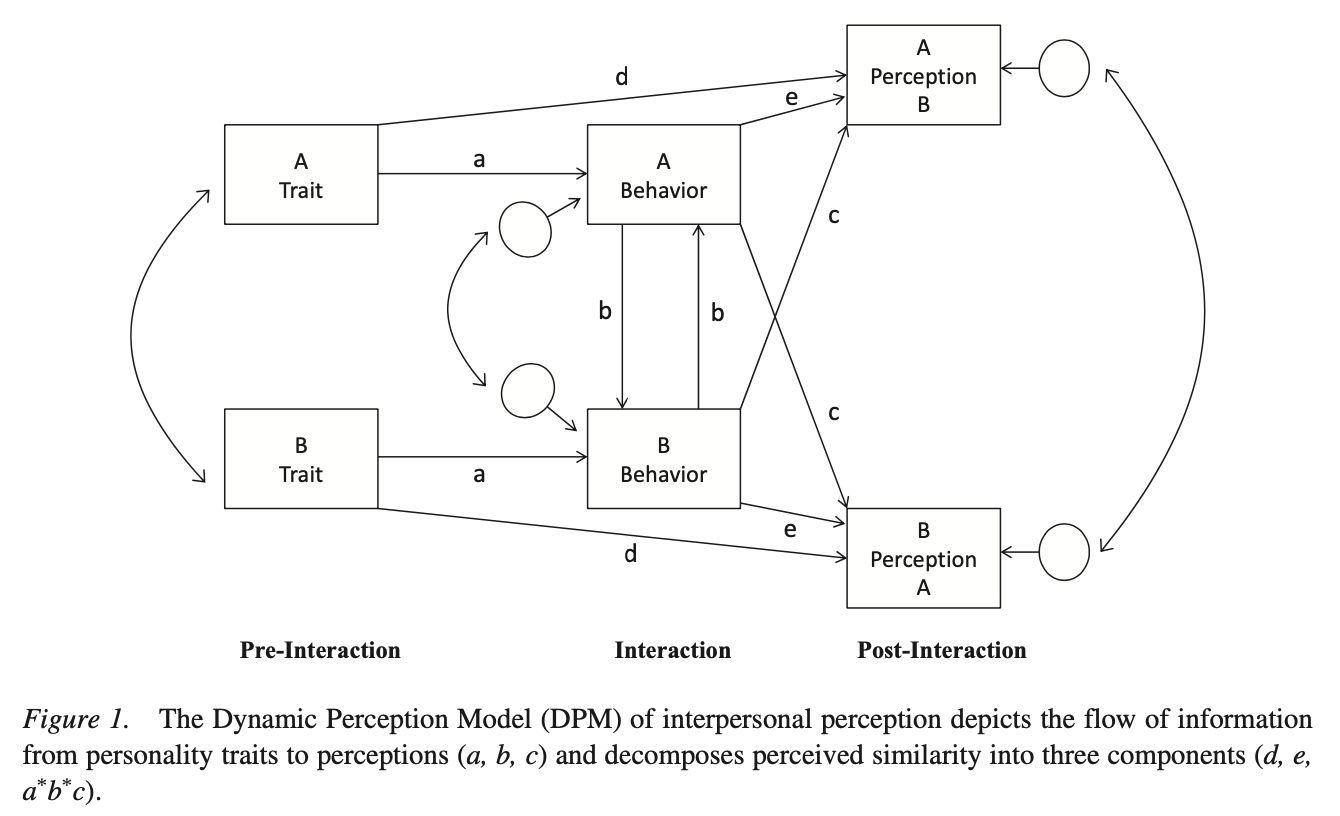 A
Perception
B
d
e
A
Trait
a
A
Behavior
c
b
b
c
B
Trait
a
B
Behavior
e
d
B
Perception
A
Pre-Interaction
Interaction
Post-Interaction
Figure 1. The Dynamic Perception Model (DPM) of interpersonal perception depicts the flow of information
from personality traits to perceptions (a, b, c) and decomposes perceived similarity into three components (d, e,
a*b*c).